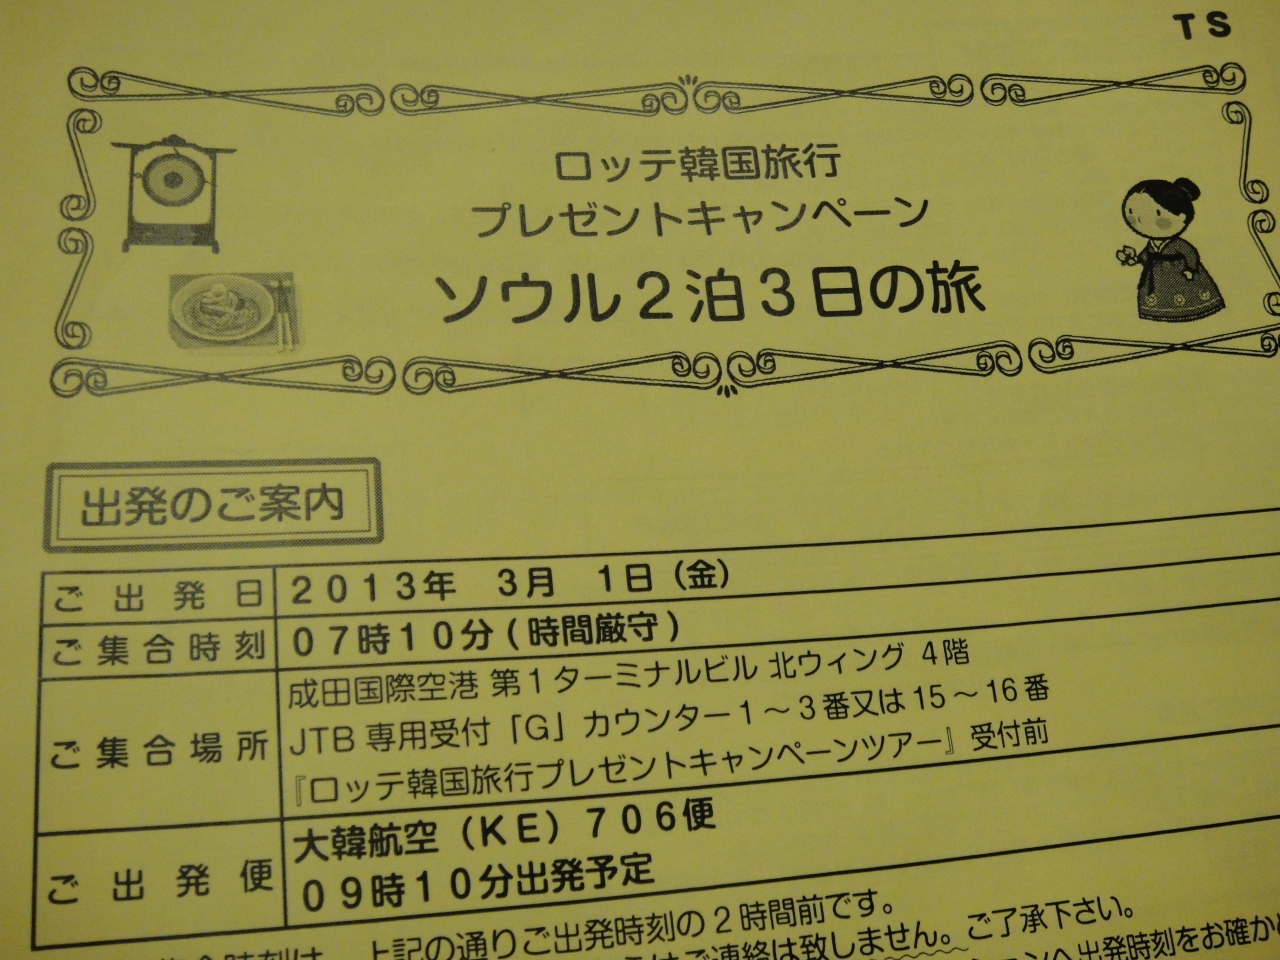 TS
ロッテ韓国旅行
プレゼントキャンペーン
ソウル2泊3日の旅
出発のご案内
ご出発日 2013年 3月 1日(金)
ご集合時刻 07時10分(時間厳守)
ご集合場所 成田国際空港 第1ターミナルビル 北ウィング 4階
JTB専用受付「G」カウンター1～3番又は15～16番
『ロッテ韓国旅行プレゼントキャンペーンツアー』受付前
ご出発便 大韓航空(KE)706便
09時10分出発予定
上記の通りご出発時刻の2時間前です。
ご連絡は致しません。ご了承下さい。
出発時刻をお確か